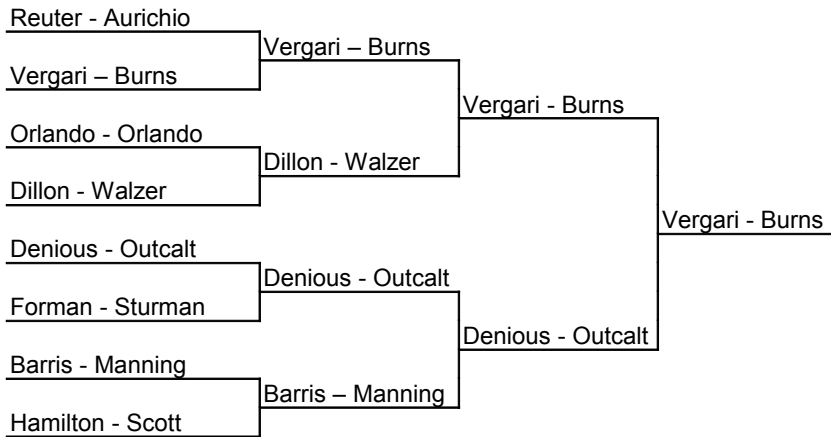 Reuter - Aurichio
Vergari – Burns
Vergari – Burns
Vergari - Burns
Orlando - Orlando
Dillon - Walzer
Dillon - Walzer
Vergari - Burns
Denious - Outcalt
Denious - Outcalt
Forman - Sturman
Denious - Outcalt
Barris - Manning
Barris – Manning
Hamilton - Scott